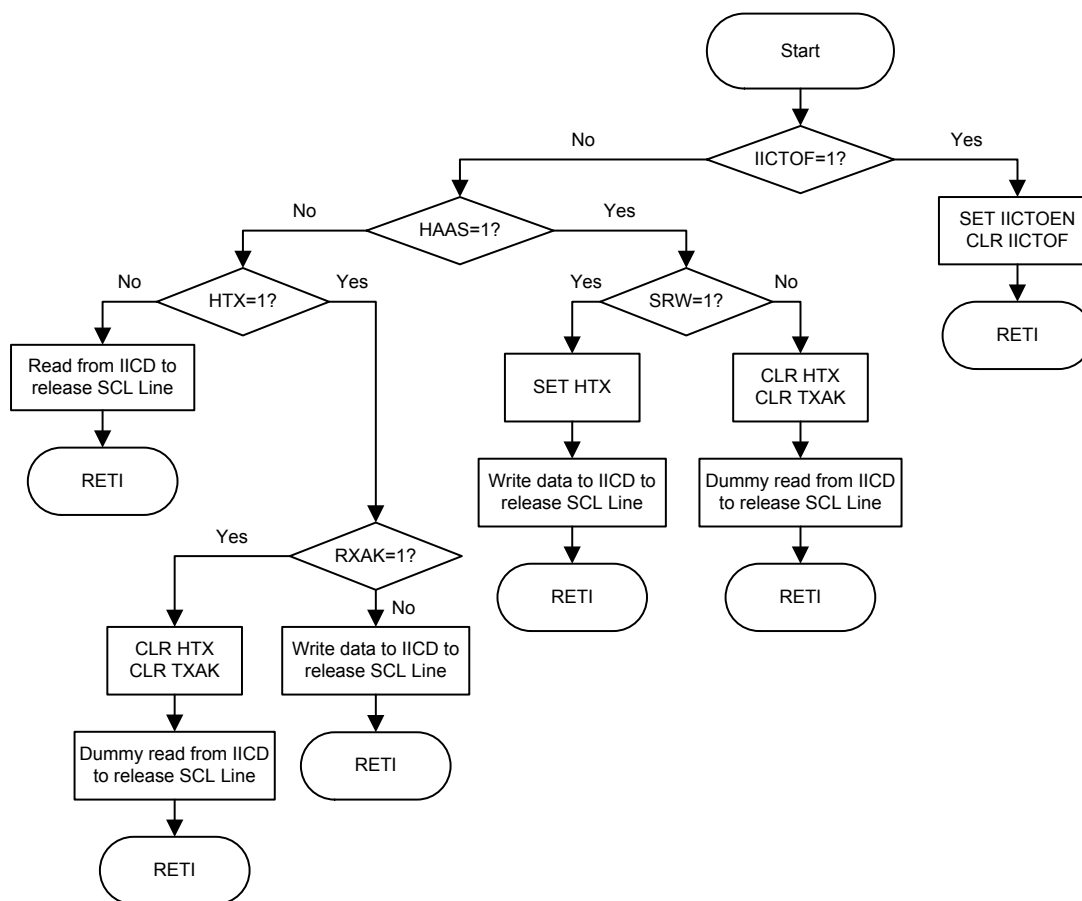 Start
IICTOF=1?
No
Yes
HAAS=1?
No
Yes
SET IICTOEN
CLR IICTOF
RETI
HTX=1?
No
Yes
SRW=1?
Yes
No
Read from IICD to
release SCL Line
RETI
SET HTX
CLR HTX
CLR TXAK
Write data to IICD to
release SCL Line
Dummy read from IICD
to release SCL Line
RETI
RETI
RXAK=1?
Yes
No
CLR HTX
CLR TXAK
Write data to IICD to
release SCL Line
Dummy read from IICD
to release SCL Line
RETI
RETI